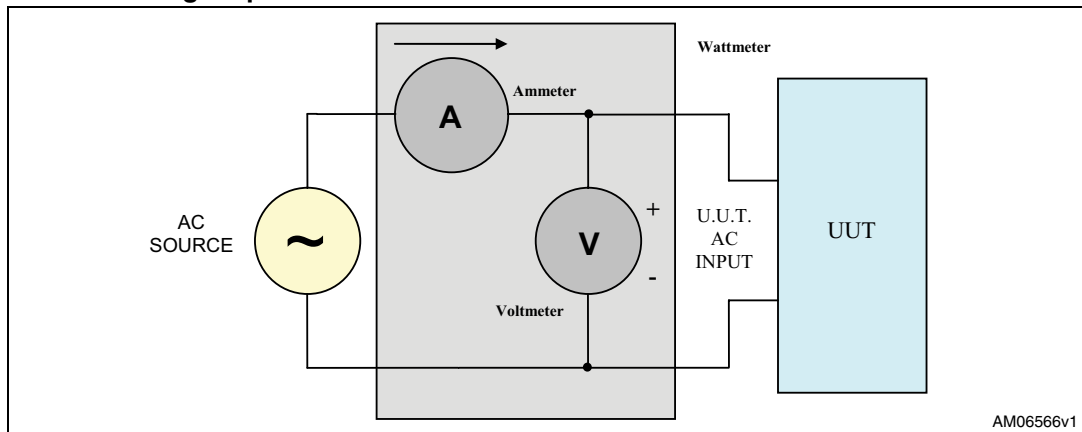 Wattmeter
Ammeter
A
AC
SOURCE
~
V
+
-
U.U.T.
AC
INPUT
UUT
Voltmeter
AM06566v1